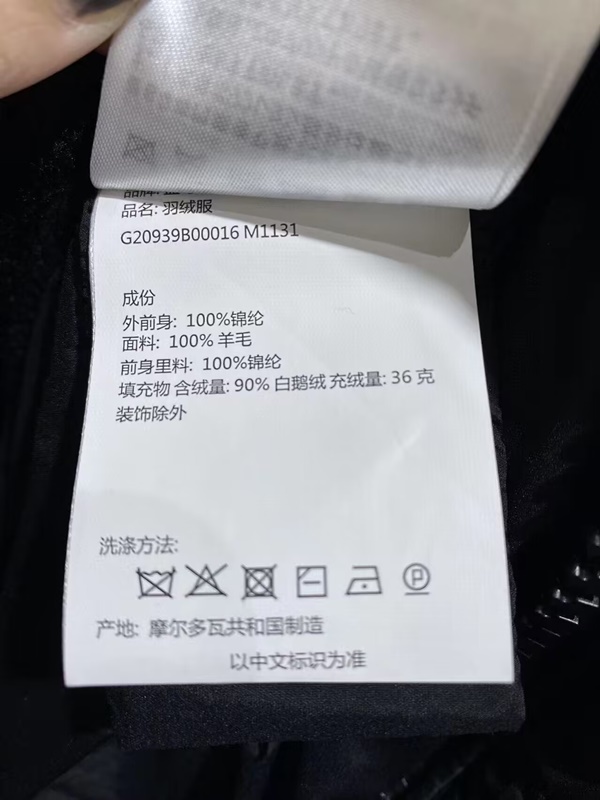 品名: 羽绒服
G20939B00016 M1131
成份
外前身: 100%锦纶
面料: 100% 羊毛
前身里料: 100%锦纶
填充物 含绒量: 90% 白鹅绒 充绒量: 36 克
装饰除外
洗涤方法:
产地: 摩尔多瓦共和国制造
以中文标识为准